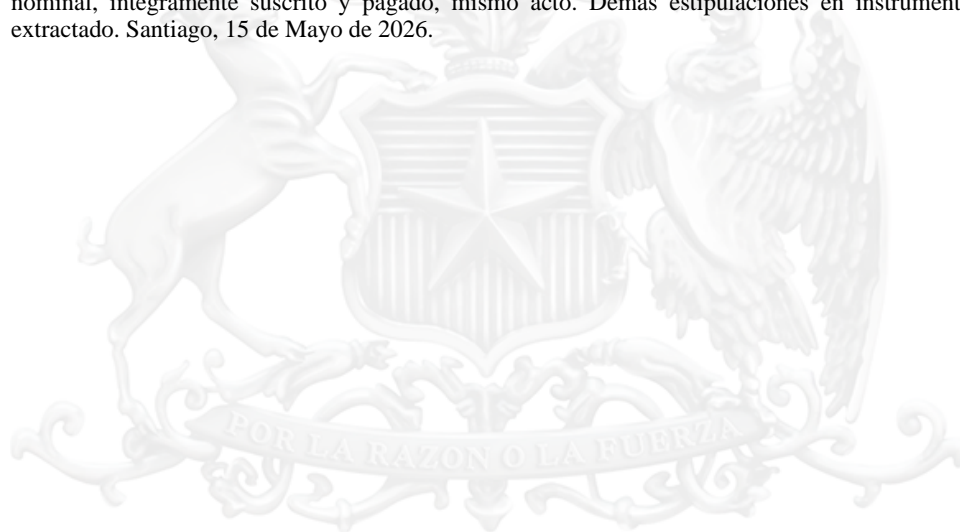 nominal, íntegramente suscrito y pagado, mismo acto. Demás estipulaciones en instrument
extractado. Santiago, 15 de Mayo de 2026.
POR LA RAZON O LA FUERZA